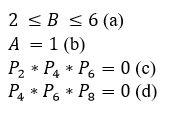 2 ≤ B ≤ 6 (a)
A = 1 (b)
P₂ * P₄ * P₆ = 0 (c)
P₄ * P₆ * P₈ = 0 (d)